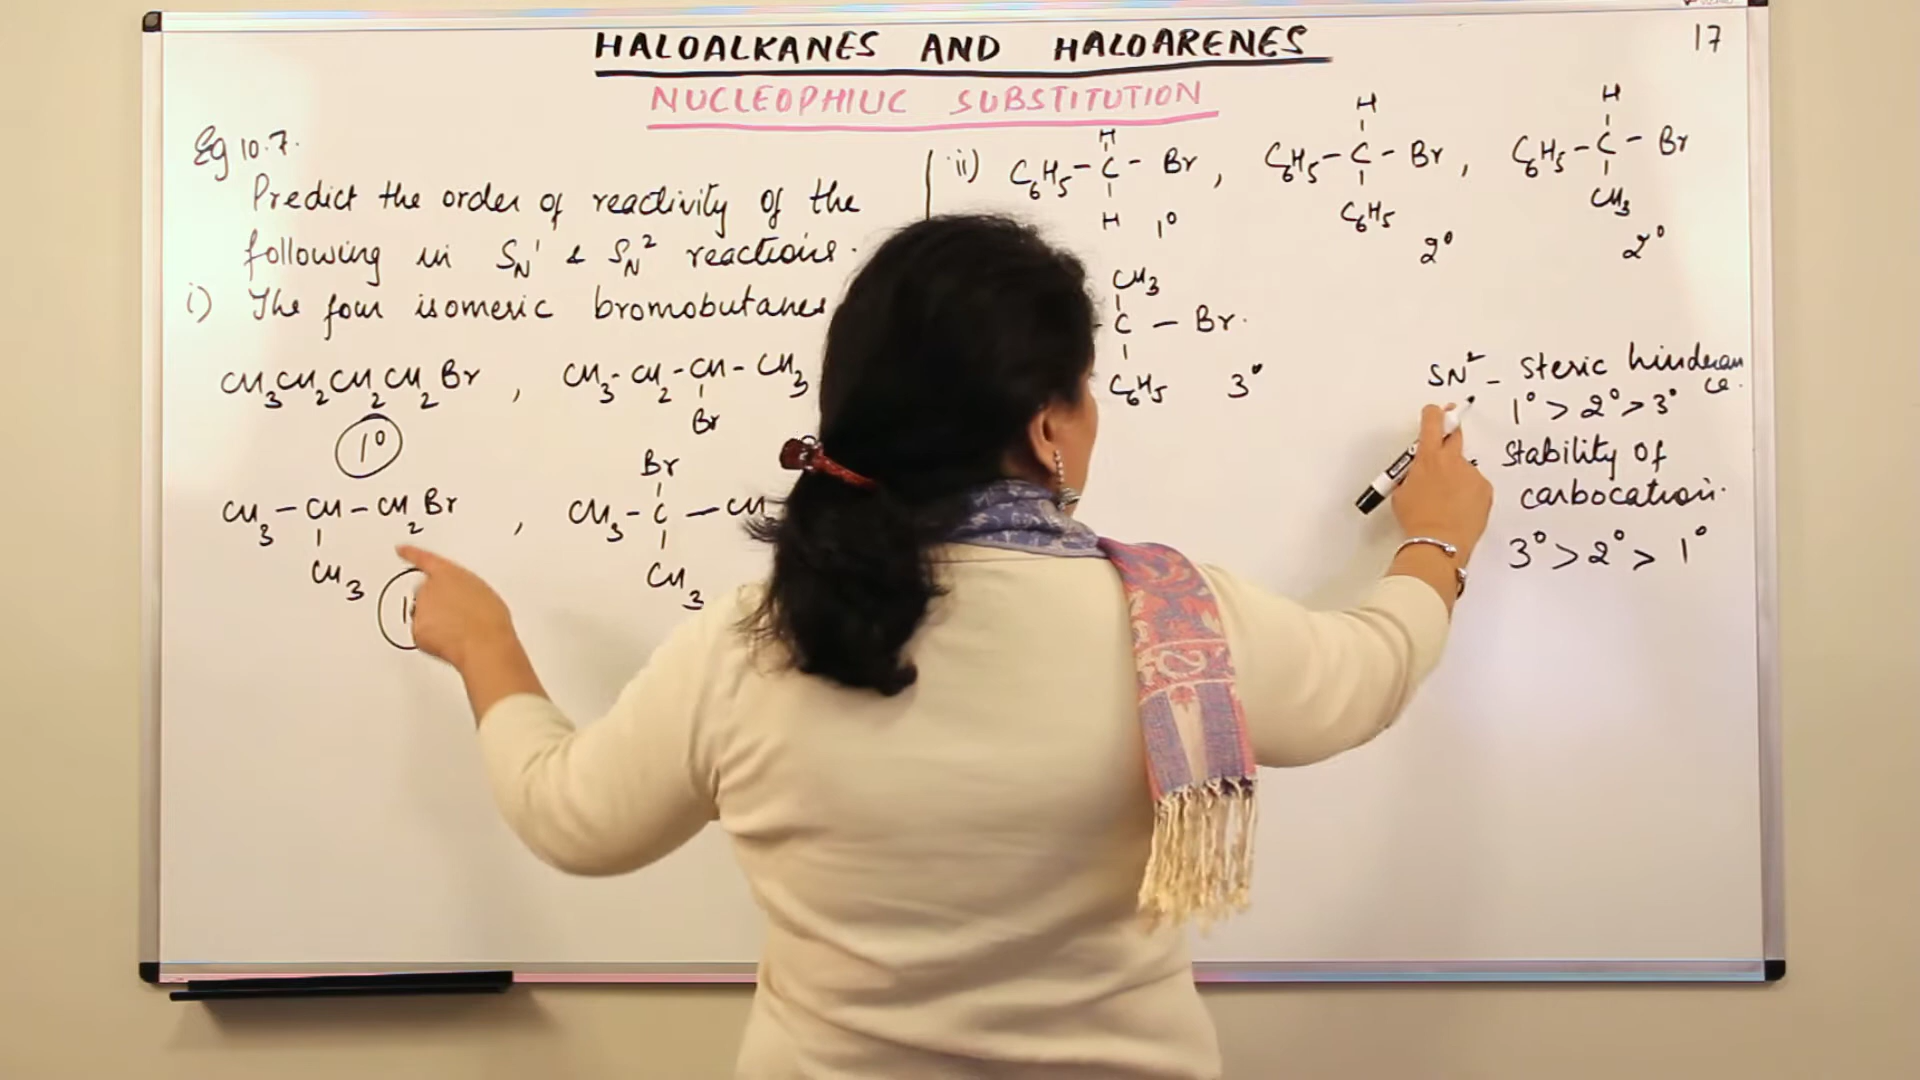 HALOALKANES AND HALOARENES
17
NUCLEOPHILIC SUBSTITUTION
Eg 10.7.
Predict the order of reactivity of the
following in SN1 & SN2 reactions.
i) The four isomeric bromobutanes
CH3CH2CH2CH2Br , CH3-CH2-CH-CH3
Br
1°
Br
CH3-CH-CH2Br , CH3-C-CH
CH3
CH3
ii) C6H5-C-Br , C6H5-C-Br , C6H5-C-Br
H
H
H
H 1°
C6H5 2°
CH3 2°
CH3
-C-Br.
C6H5 3°
SN2 - Steric hinderance.
1° > 2° > 3°
Stability of
carbocation.
3° > 2° > 1°